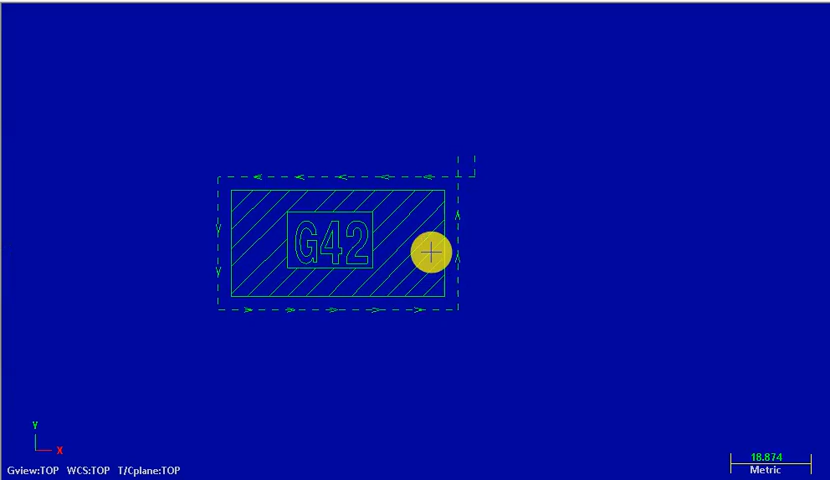 G42
Y
X
18.874
Gview:TOP WCS:TOP T/Cplane:TOP
Metric